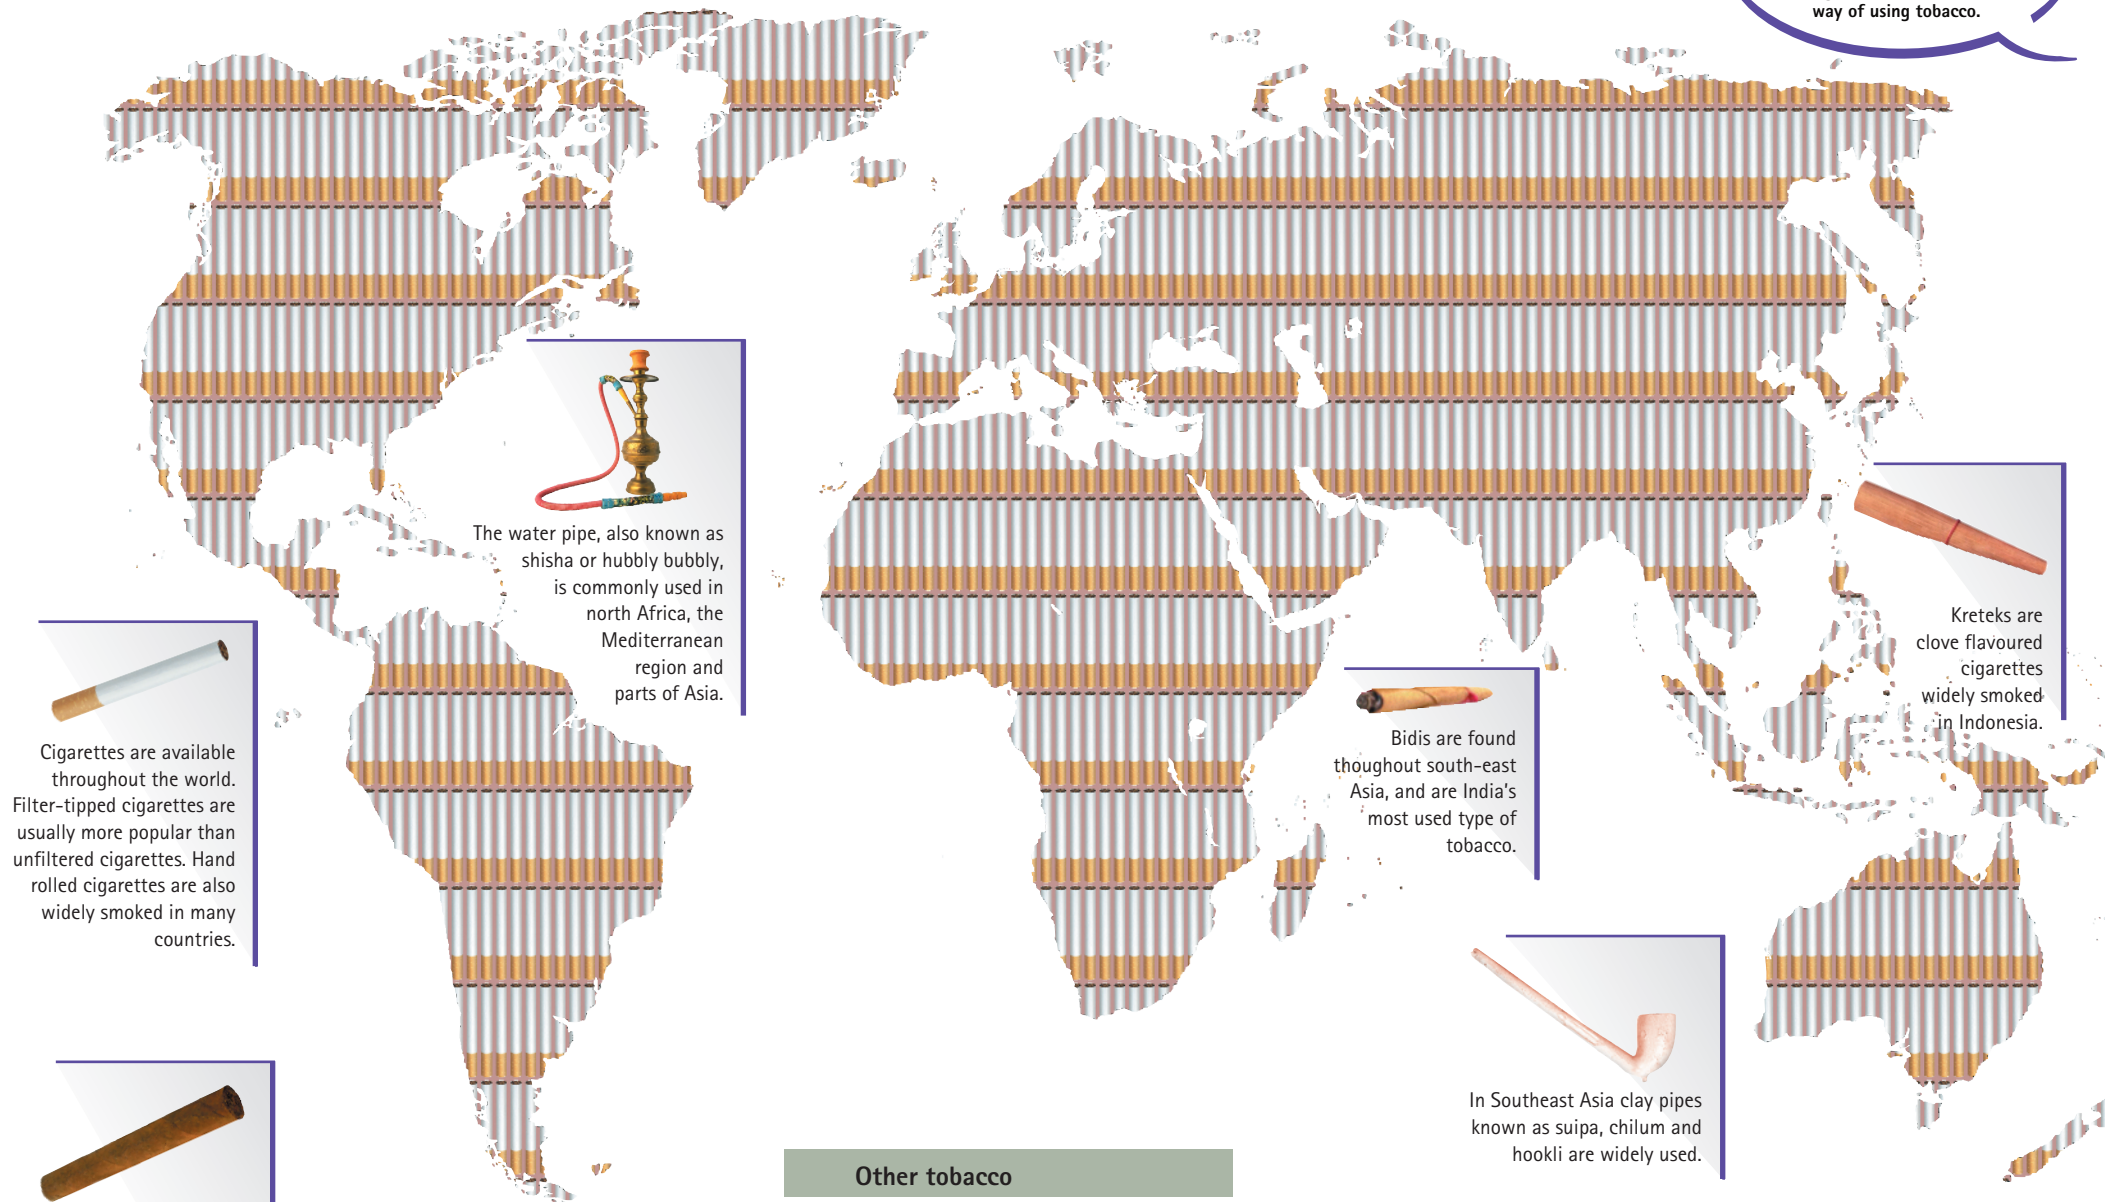 way of using tobacco.
The water pipe, also known as
shisha or hubbly bubbly,
is commonly used in
north Africa, the
Mediterranean
region and
parts of Asia.
Kreteks are
clove flavoured
cigarettes
widely smoked
in Indonesia.
Cigarettes are available
throughout the world.
Filter-tipped cigarettes are
usually more popular than
unfiltered cigarettes. Hand
rolled cigarettes are also
widely smoked in many
countries.
Bidis are found
thoughout south-east
Asia, and are India's
most used type of
tobacco.
In Southeast Asia clay pipes
known as suipa, chilum and
hookli are widely used.
Other tobacco